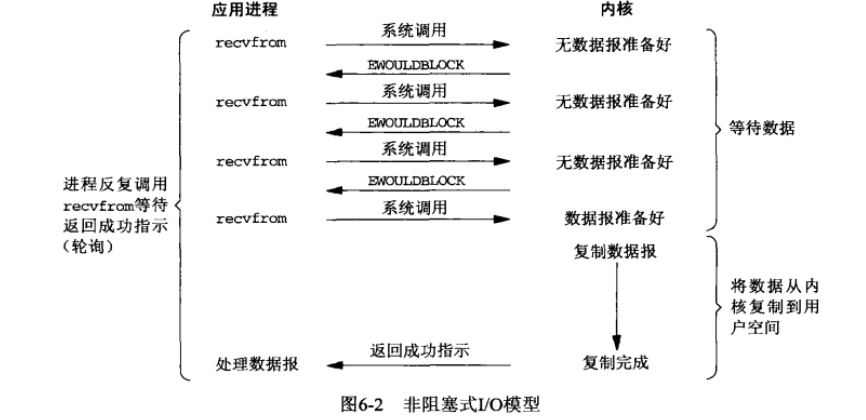 应用进程
内核
recvfrom
系统调用
无数据报准备好
EWOULDBLOCK
recvfrom
系统调用
无数据报准备好
EWOULDBLOCK
recvfrom
系统调用
无数据报准备好
EWOULDBLOCK
recvfrom
系统调用
数据报准备好
等待数据
进程反复调用
recvfrom等待
返回成功指示
（轮询）
复制数据报
将数据从内
核复制到用
户空间
处理数据报
返回成功指示
复制完成
图6-2 非阻塞式I/O模型